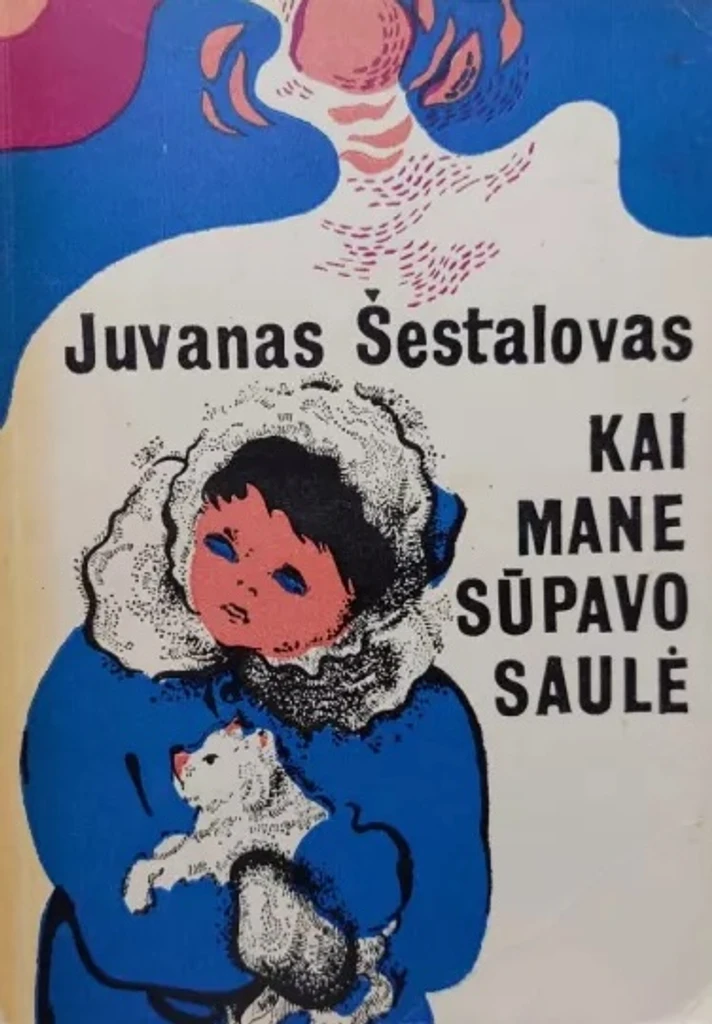 Juvanas Šestalovas
KAI
MANE
SŪPAVO
SAULĖ